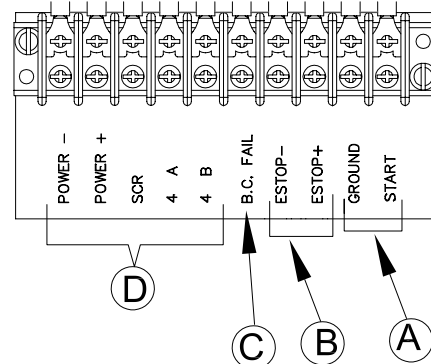 POWER -
POWER +
SCR
4 A
4 B
B.C. FAIL
ESTOP-
ESTOP+
GROUND
START
D
C
B
A